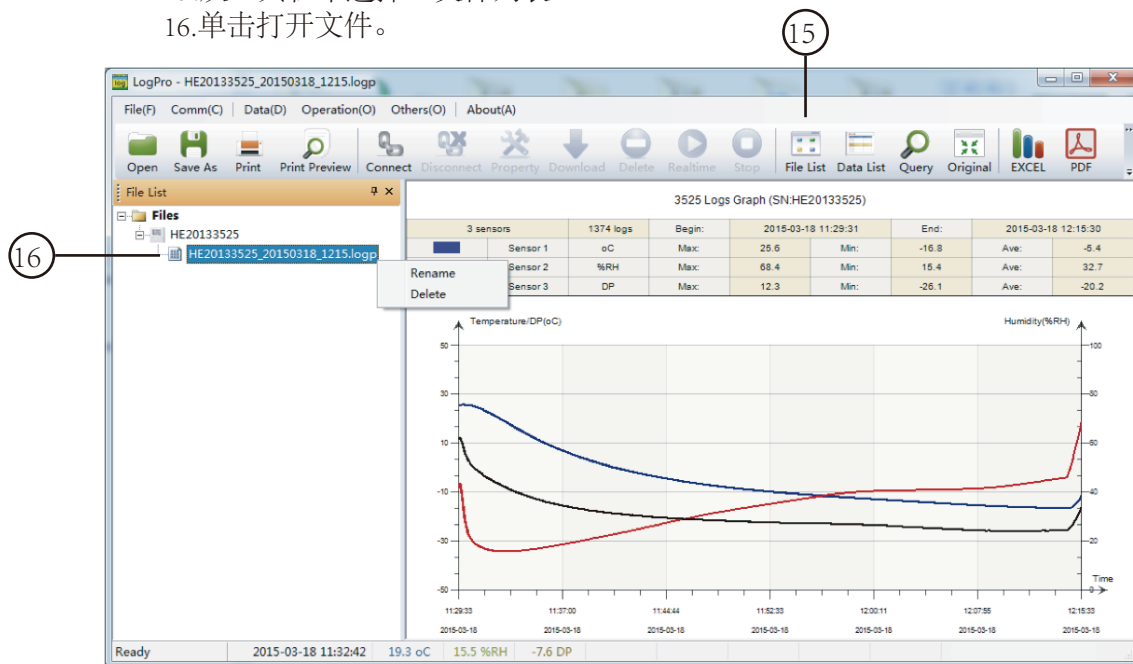 16.单击打开文件。
15
LogPro - HE20133525_20150318_1215.logp
File(F) Comm(C) Data(D) Operation(O) Others(O) About(A)
Open Save As Print Print Preview Connect Disconnect Property Download Delete Realtime Stop File List Data List Query Original EXCEL PDF
File List
Files
HE20133525
16
HE20133525_20150318_1215.logp
Rename
Delete
3525 Logs Graph (SN:HE20133525)
3 sensors 1374 logs Begin: 2015-03-18 11:29:31 End: 2015-03-18 12:15:30
Sensor 1 oC Max: 25.6 Min: -16.8 Ave: -5.4
Sensor 2 %RH Max: 68.4 Min: 15.4 Ave: 32.7
Sensor 3 DP Max: 12.3 Min: -26.1 Ave: -20.2
Temperature/DP(oC) Humidity(%RH)
50 100
30 80
10 60
-10 40
-30 20
-50 0
Time
11:29:33 11:37:00 11:44:44 11:52:33 12:00:11 12:07:55 12:15:33
2015-03-18 2015-03-18 2015-03-18 2015-03-18 2015-03-18 2015-03-18 2015-03-18
Ready 2015-03-18 11:32:42 19.3 oC 15.5 %RH -7.6 DP